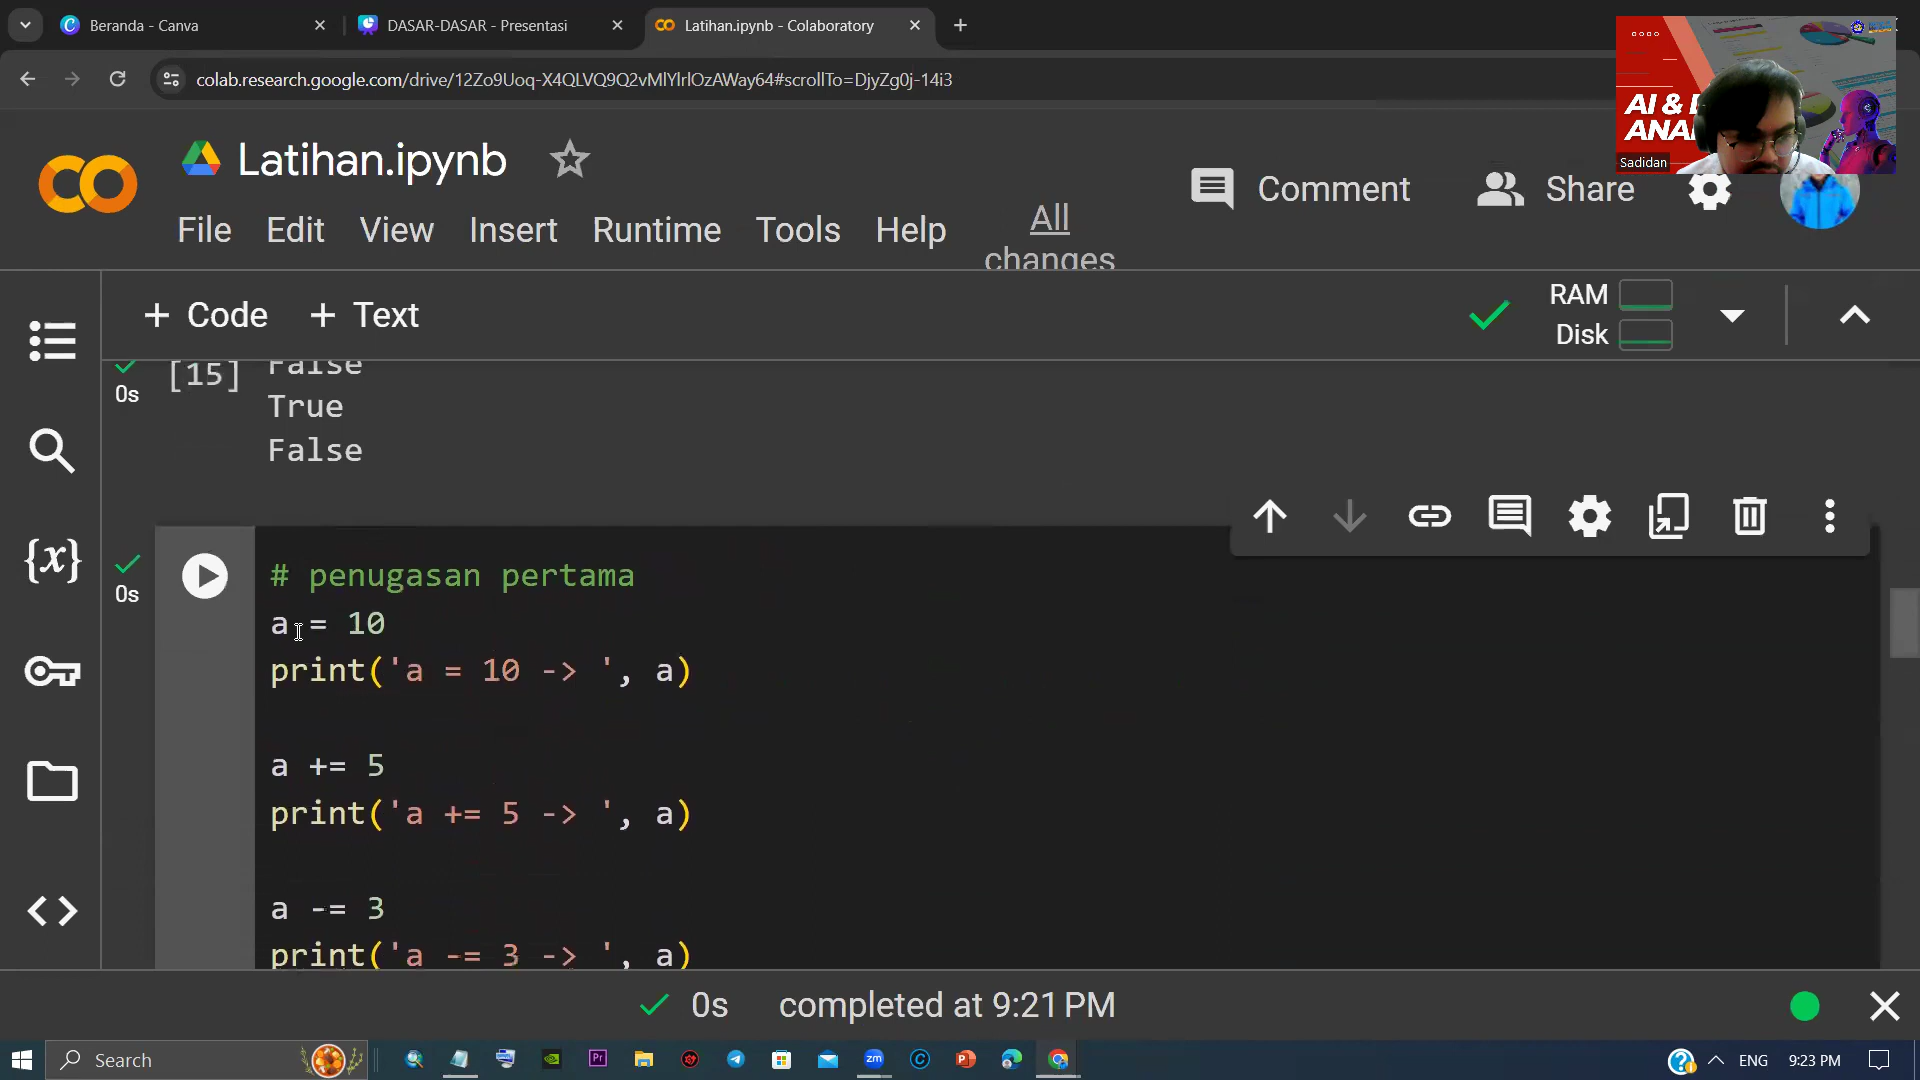 Beranda - Canva
DASAR-DASAR - Presentasi
Latihan.ipynb - Colaboratory
colab.research.google.com/drive/12Zo9Uoq-X4QLVQ9Q2vMlYlrlOzAWay64#scrollTo=DjyZg0j-14i3
AI &
ANA
Sadidan
Latihan.ipynb
Comment
Share
File Edit View Insert Runtime Tools Help
All changes
+ Code + Text
RAM
Disk
0s
[15]
False
True
False
0s
# penugasan pertama
a = 10
print('a = 10 -> ', a)
a += 5
print('a += 5 -> ', a)
a -= 3
print('a -= 3 -> ', a)
0s completed at 9:21 PM
Search
ENG
9:23 PM